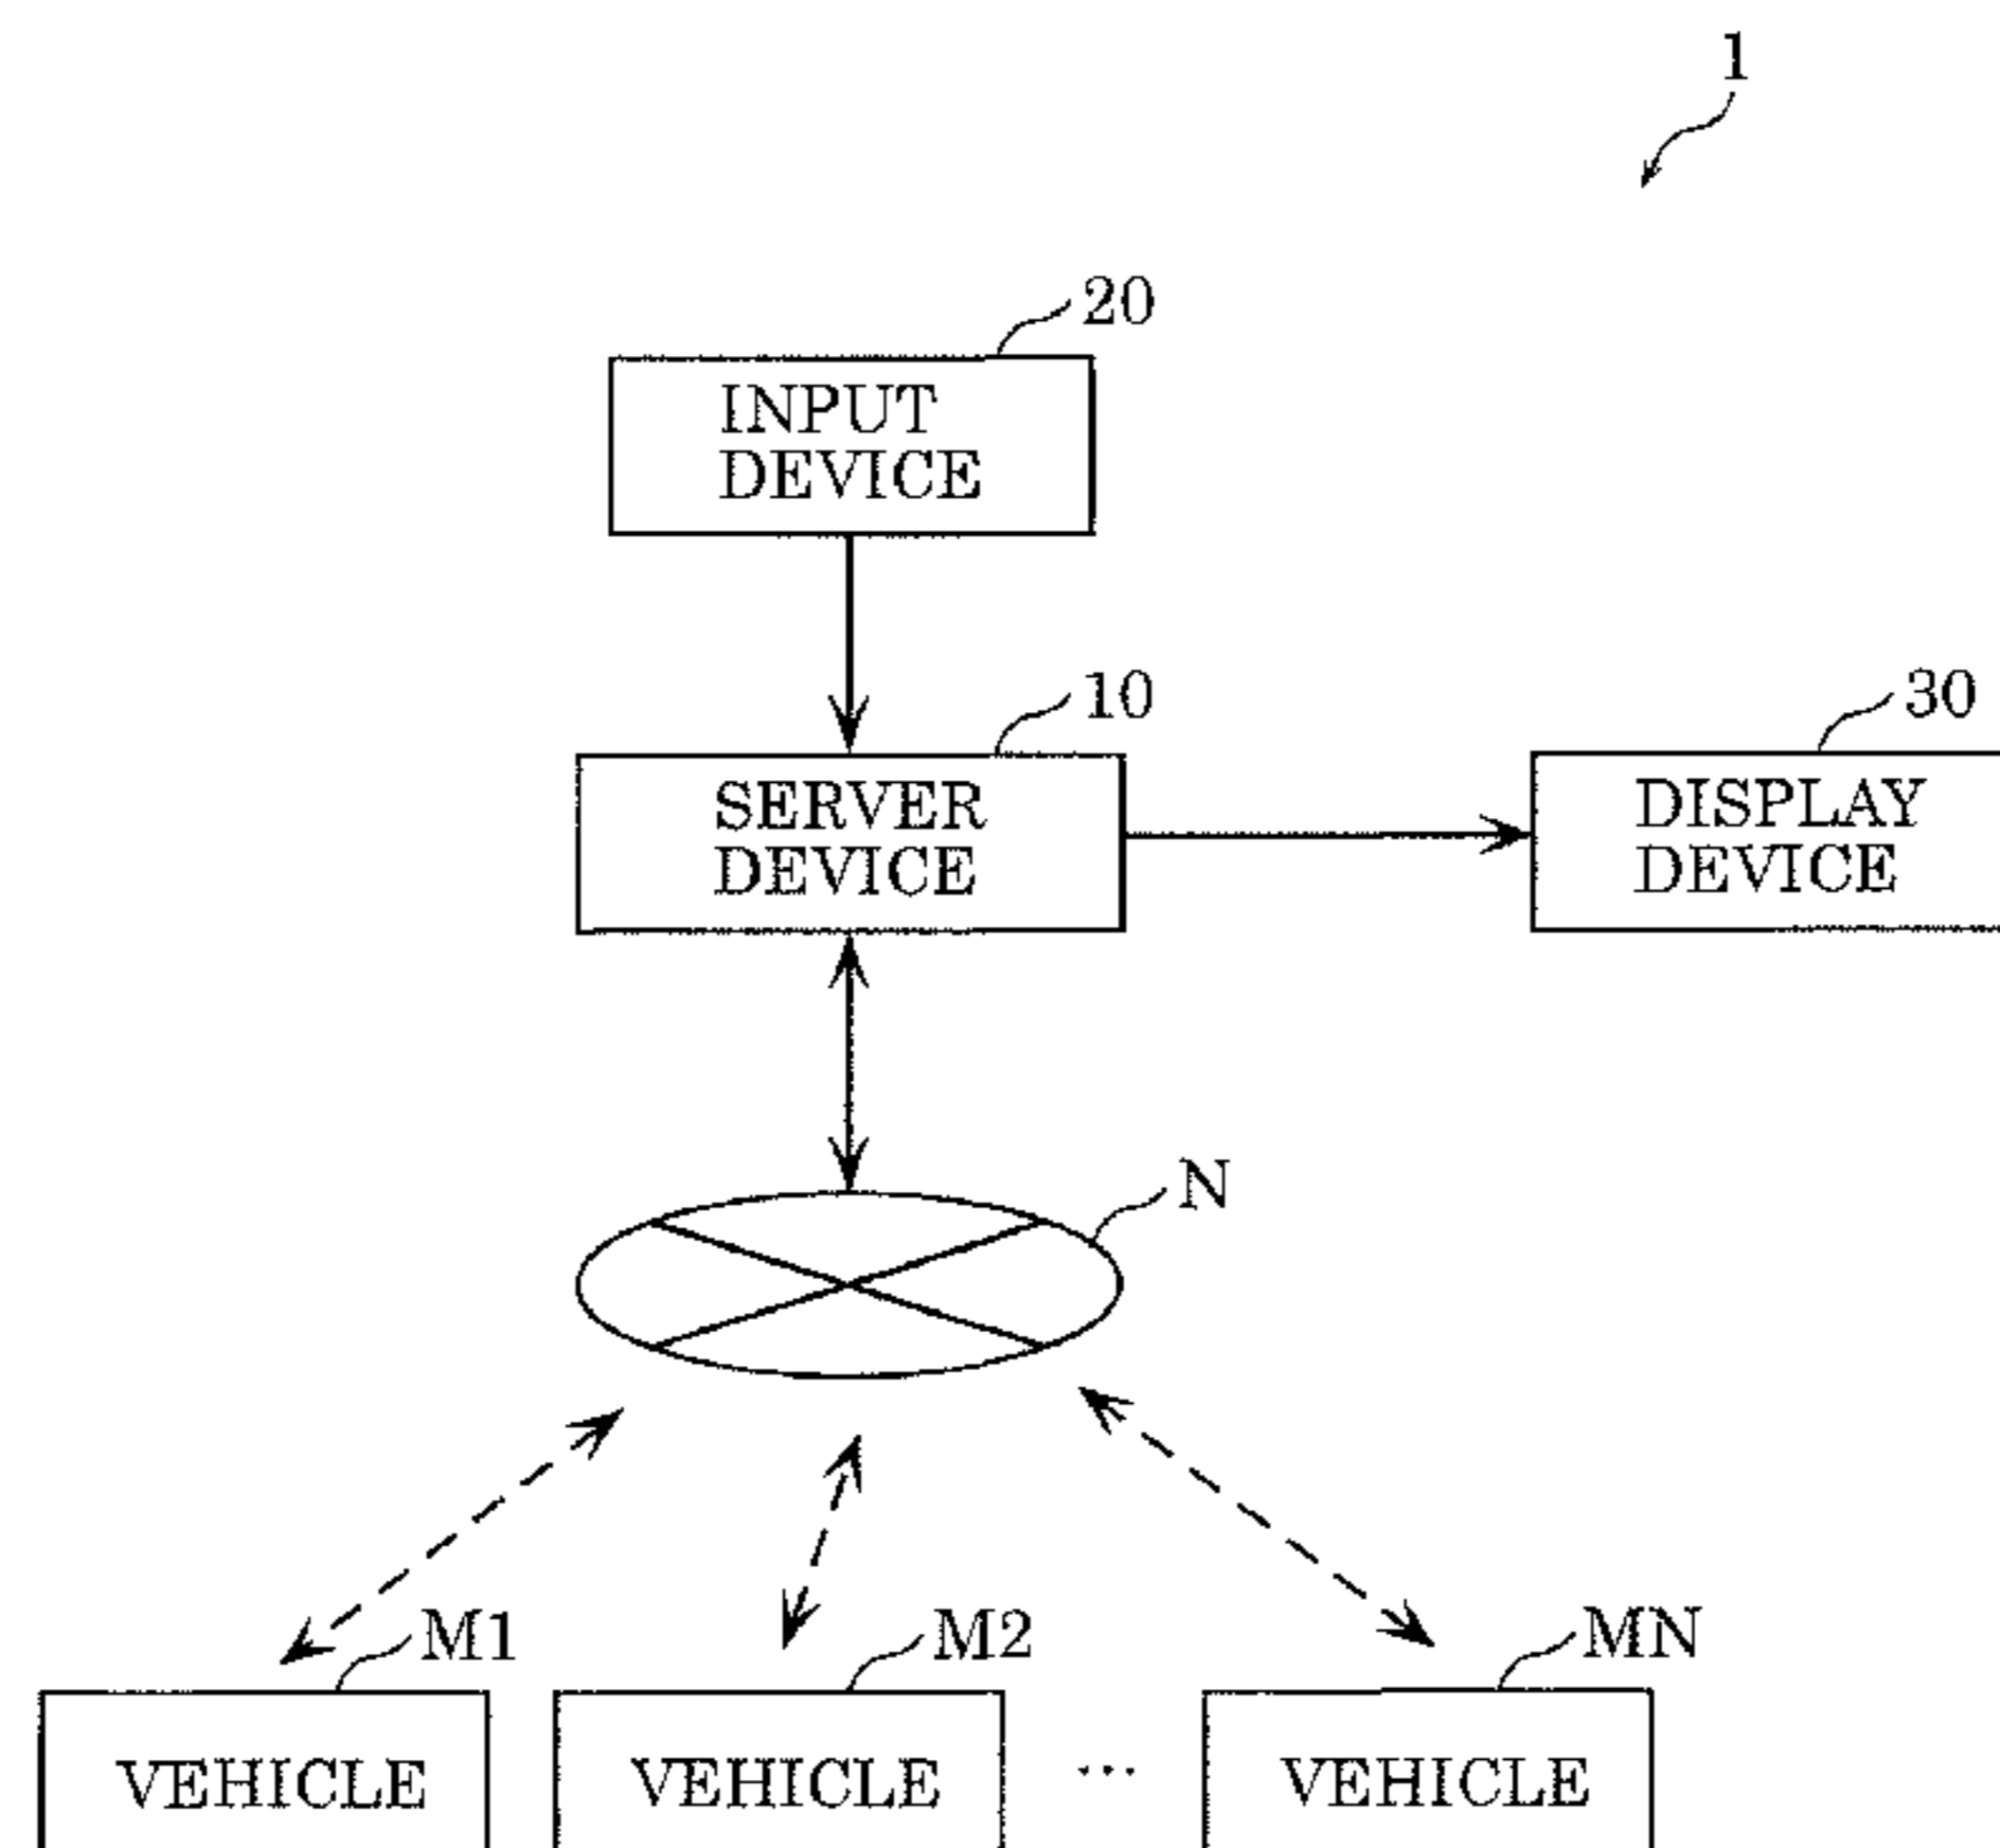 1
20
INPUT
DEVICE
10
30
SERVER
DEVICE
DISPLAY
DEVICE
N
M1
M2
MN
VEHICLE
VEHICLE
...
VEHICLE